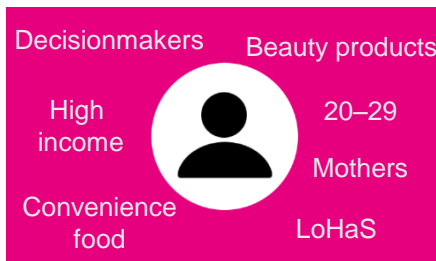 Decisionmakers
Beauty products
High
income
20–29
Mothers
Convenience
food
LoHaS